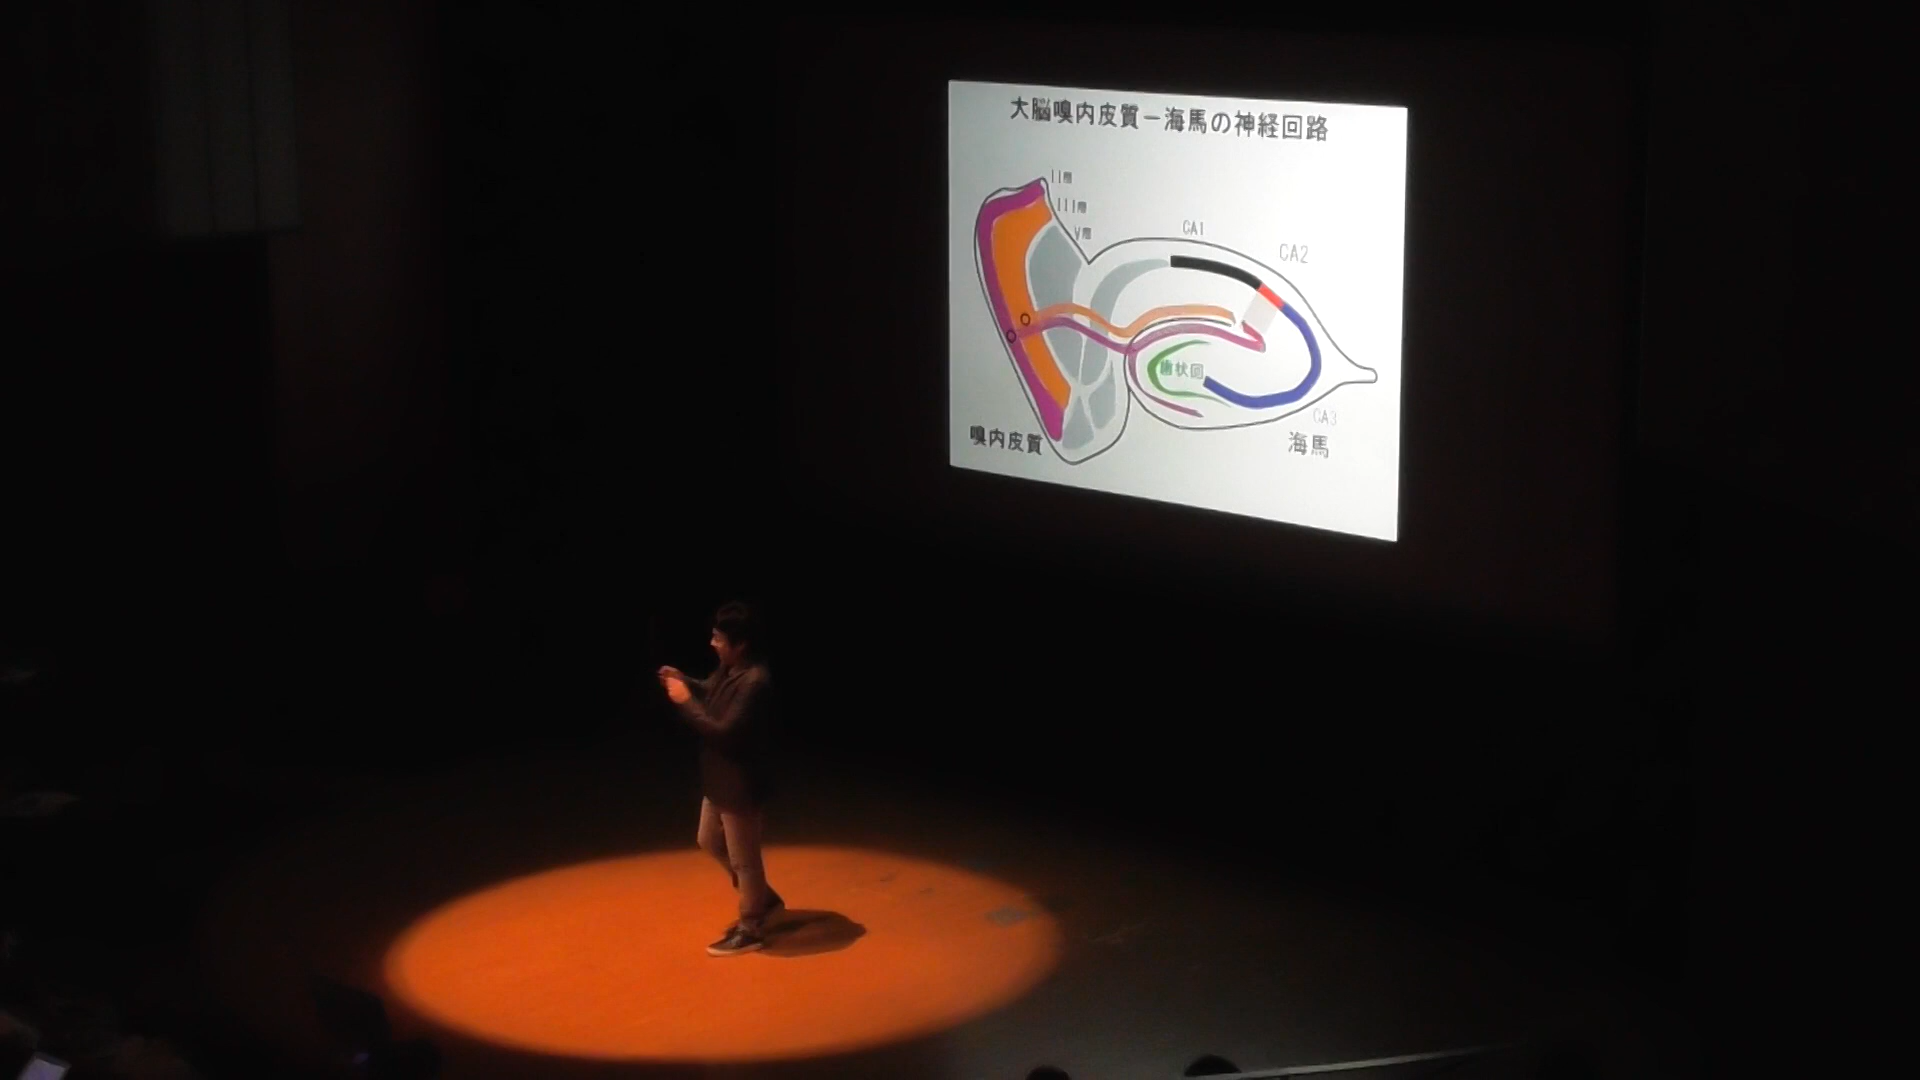 大脳嗅内皮質－海馬の神経回路
II層
III層
V層
CA1
CA2
歯状回
CA3
嗅内皮質
海馬